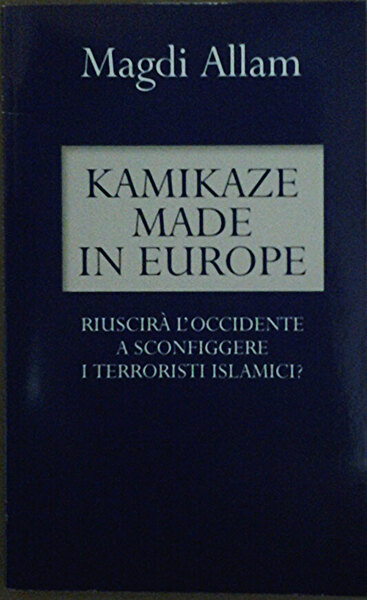 Magdi Allam
KAMIKAZE
MADE
IN EUROPE
RIUSCIRÀ L'OCCIDENTE
A SCONFIGGERE
I TERRORISTI ISLAMICI?